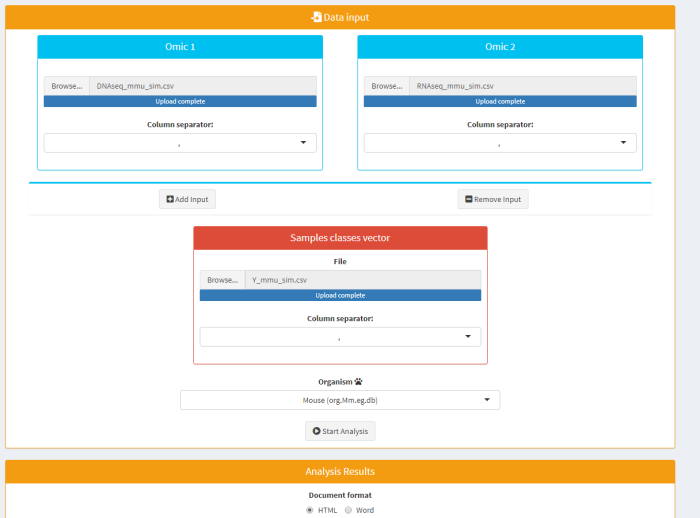 Data input
Omic 1
Omic 2
Browse... DNAseq_mmu_sim.csv
Browse... RNAseq_mmu_sim.csv
Upload complete
Upload complete
Column separator:
Column separator:
,
,
Add Input
Remove Input
Samples classes vector
File
Browse... Y_mmu_sim.csv
Upload complete
Column separator:
,
Organism
Mouse (org.Mm.eg.db)
Start Analysis
Analysis Results
Document format
HTML Word